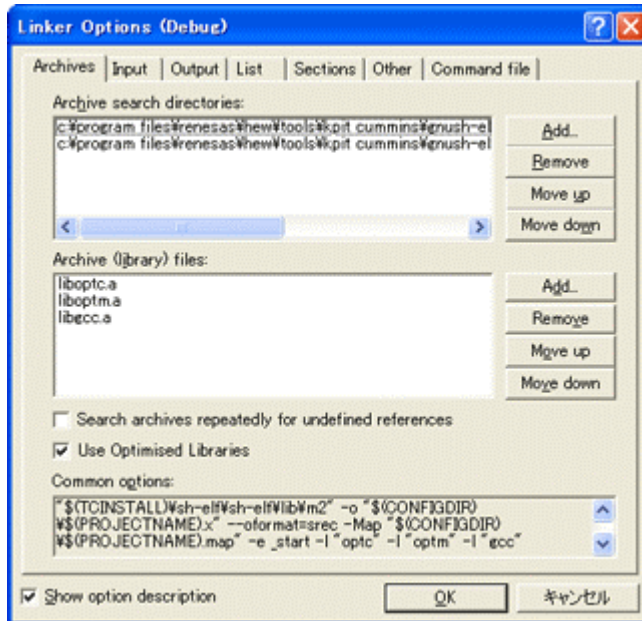 Linker Options (Debug)
Archives Input Output List Sections Other Command file
Archive search directories:
c:¥program files¥renesas¥hew¥tools¥kpit cummins¥gnush-el
c:¥program files¥renesas¥hew¥tools¥kpit cummins¥gnush-el
Add...
Remove
Move up
Move down
Archive (library) files:
liboptc.a
liboptm.a
libgcc.a
Add...
Remove
Move up
Move down
Search archives repeatedly for undefined references
Use Optimised Libraries
Common options:
"$(TCINSTALL)¥sh-elf¥sh-elf¥lib¥m2" -o "$(CONFIGDIR)
¥$(PROJECTNAME).x" --oformat=srec -Map "$(CONFIGDIR)
¥$(PROJECTNAME).map" -e _start -l "optc" -l "optm" -l "gcc"
Show option description
OK
キャンセル